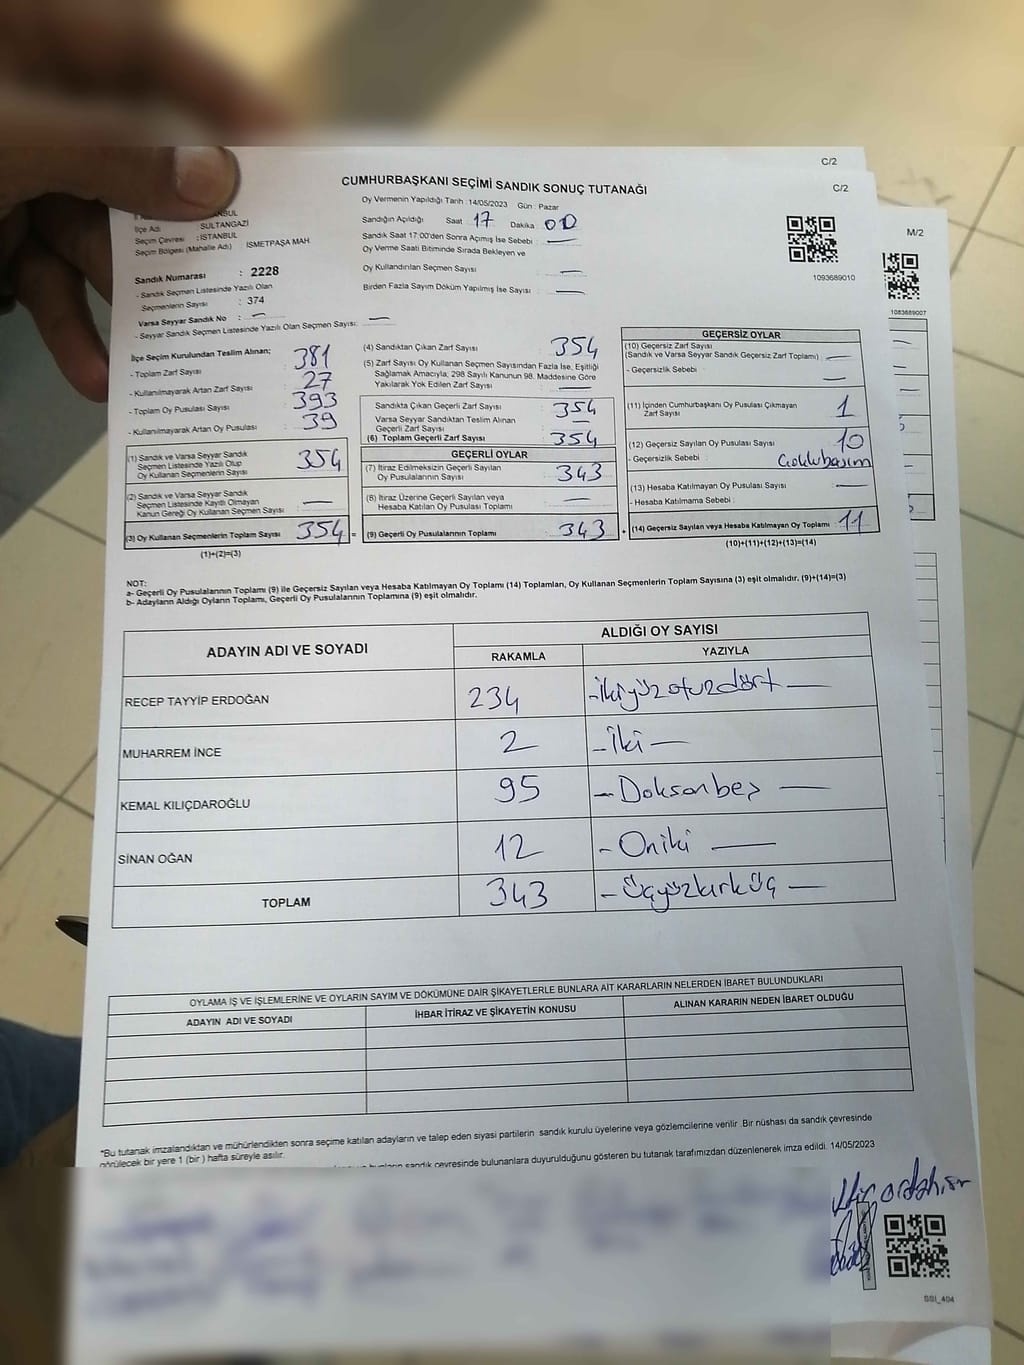 C/2
C/2
M/2
CUMHURBAŞKANI SEÇİMİ SANDIK SONUÇ TUTANAĞI
1093689010
1083689007
İlçe Adı : SULTANGAZİ
Seçim Çevresi : İSTANBUL
Seçim Bölgesi (Mahalle Adı) İSMETPAŞA MAH.
Sandık Numarası : 2228
- Sandık Seçmen Listesinde Yazılı Olan
Seçmenlerin Sayısı : 374
Varsa Seyyar Sandık No : —
- Seyyar Sandık Seçmen Listesinde Yazılı Olan Seçmen Sayısı: —
Oy Vermenin Yapıldığı Tarih : 14/05/2023 Gün : Pazar
Sandığın Açıldığı Saat 17 Dakika 00
Sandık Saat 17:00'den Sonra Açımış İse Sebebi : —
Oy Verme Saati Bitiminde Sırada Bekleyen ve
Oy Kullandırılan Seçmen Sayısı : —
Birden Fazla Sayım Döküm Yapılmış İse Sayısı : —
İlçe Seçim Kurulundan Teslim Alınan;
- Toplam Zarf Sayısı : 381
- Kullanılmayarak Artan Zarf Sayısı : 27
- Toplam Oy Pusulası Sayısı : 393
- Kullanılmayarak Artan Oy Pusulası : 39
(1) Sandık ve Varsa Seyyar Sandık
Seçmen Listesinde Yazılı Olup
Oy Kullanan Seçmenlerin Sayısı : 354
(2) Sandık ve Varsa Seyyar Sandık
Seçmen Listesinde Kayıtlı Olmayan
Kanun Gereği Oy Kullanan Seçmen Sayısı : —
(3) Oy Kullanan Seçmenlerin Toplam Sayısı : 354 =
(1)+(2)=(3)
(4) Sandıktan Çıkan Zarf Sayısı : 354
(5) Zarf Sayısı Oy Kullanan Seçmen Sayısından Fazla İse, Eşitliği
Sağlamak Amacıyla; 298 Sayılı Kanunun 98. Maddesine Göre
Yakılarak Yok Edilen Zarf Sayısı : —
Sandıkta Çıkan Geçerli Zarf Sayısı : 354
Varsa Seyyar Sandıktan Teslim Alınan
Geçerli Zarf Sayısı : —
(6) Toplam Geçerli Zarf Sayısı : 354
GEÇERLİ OYLAR
(7) İtiraz Edilmeksizin Geçerli Sayılan
Oy Pusulalarının Sayısı : 343
(8) İtiraz Üzerine Geçerli Sayılan veya
Hesaba Katılan Oy Pusulası Toplamı : —
(9) Geçerli Oy Pusulalarının Toplamı : 343 +
GEÇERSİZ OYLAR
(10) Geçersiz Zarf Sayısı
(Sandık ve Varsa Seyyar Sandık Geçersiz Zarf Toplamı) : —
- Geçersizlik Sebebi : —
(11) İçinden Cumhurbaşkanı Oy Pusulası Çıkmayan
Zarf Sayısı : 1
(12) Geçersiz Sayılan Oy Pusulası Sayısı : 10
- Geçersizlik Sebebi : Çoklubasım
(13) Hesaba Katılmayan Oy Pusulası Sayısı : —
- Hesaba Katılmama Sebebi :
(14) Geçersiz Sayılan veya Hesaba Katılmayan Oy Toplamı : 11
(10)+(11)+(12)+(13)=(14)
NOT:
a- Geçerli Oy Pusulalarının Toplamı (9) ile Geçersiz Sayılan veya Hesaba Katılmayan Oy Toplamı (14) Toplamları, Oy Kullanan Seçmenlerin Toplam Sayısına (3) eşit olmalıdır. (9)+(14)=(3)
b- Adayların Aldığı Oyların Toplamı, Geçerli Oy Pusulalarının Toplamına (9) eşit olmalıdır.
ADAYIN ADI VE SOYADI
ALDIĞI OY SAYISI
RAKAMLA YAZIYLA
RECEP TAYYİP ERDOĞAN 234 -İkiyüzotuzdört—
MUHARREM İNCE 2 -İki—
KEMAL KILIÇDAROĞLU 95 —Doksanbeş —
SİNAN OĞAN 12 -Oniki —
TOPLAM 343 -Üçyüzkırküç —
OYLAMA İŞ VE İŞLEMLERİNE VE OYLARIN SAYIM VE DÖKÜMÜNE DAİR ŞİKAYETLERLE BUNLARA AİT KARARLARIN NELERDEN İBARET BULUNDUKLARI
ADAYIN ADI VE SOYADI İHBAR İTİRAZ VE ŞİKAYETİN KONUSU ALINAN KARARIN NEDEN İBARET OLDUĞU
*Bu tutanak imzalandıktan ve mühürlendikten sonra seçime katılan adayların ve talep eden siyasi partilerin sandık kurulu üyelerine veya gözlemcilerine verilir. Bir nüshası da sandık çevresinde
görülecek bir yere 1 (bir ) hafta süreyle asılır.
sandık çevresinde bulunanlara duyurulduğunu gösteren bu tutanak tarafımızdan düzenlenerek imza edildi. 14/05/2023
SSI_404